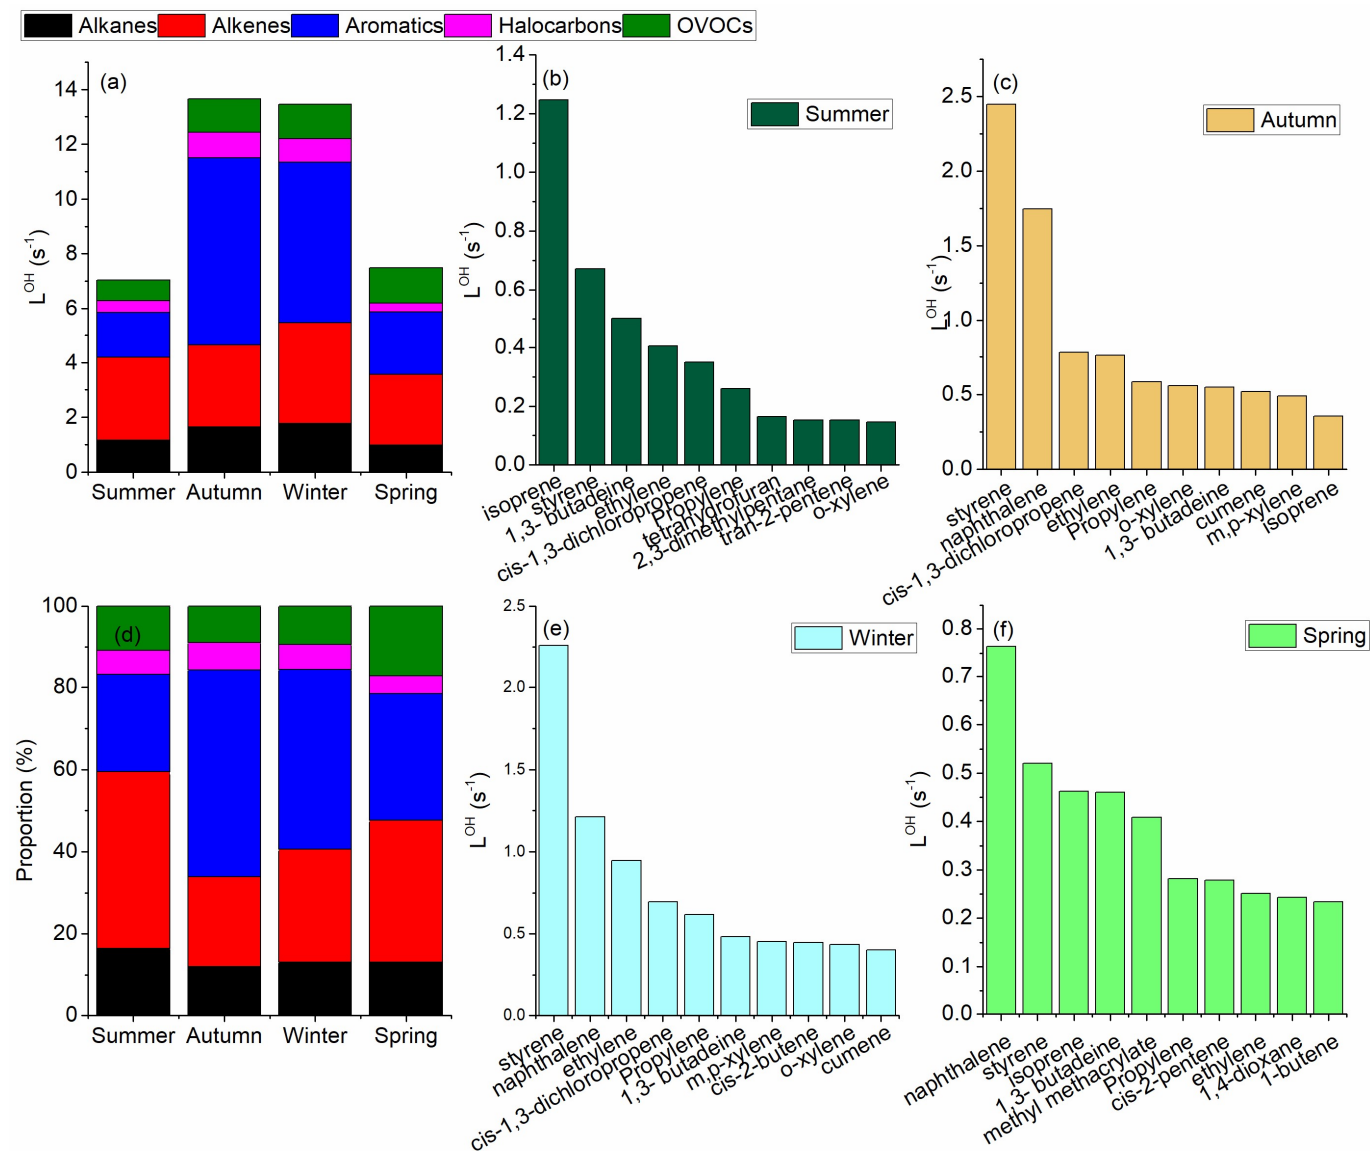 Alkanes Alkenes Aromatics Halocarbons OVOCs
(a)
14
12
10
8
6
4
2
0
L^OH (s^-1)
Summer Autumn Winter Spring
(b)
Summer
1.4
1.2
1.0
0.8
0.6
0.4
0.2
0.0
L^OH (s^-1)
isoprene
styrene
1,3- butadeine
ethylene
cis-1,3-dichloropropene
Propylene
tetrahydrofuran
2,3-dimethylpentane
tran-2-pentene
o-xylene
(c)
Autumn
2.5
2.0
1.5
1.0
0.5
0.0
L^OH (s^-1)
styrene
naphthalene
cis-1,3-dichloropropene
ethylene
Propylene
o-xylene
1,3- butadeine
cumene
m,p-xylene
isoprene
(d)
100
80
60
40
20
0
Proportion (%)
Summer Autumn Winter Spring
(e)
Winter
2.5
2.0
1.5
1.0
0.5
0.0
L^OH (s^-1)
styrene
naphthalene
ethylene
cis-1,3-dichloropropene
Propylene
1,3- butadeine
m,p-xylene
cis-2-butene
o-xylene
cumene
(f)
Spring
0.8
0.7
0.6
0.5
0.4
0.3
0.2
0.1
0.0
L^OH (s^-1)
naphthalene
styrene
isoprene
1,3- butadeine
methyl methacrylate
Propylene
cis-2-pentene
ethylene
1,4-dioxane
1-butene